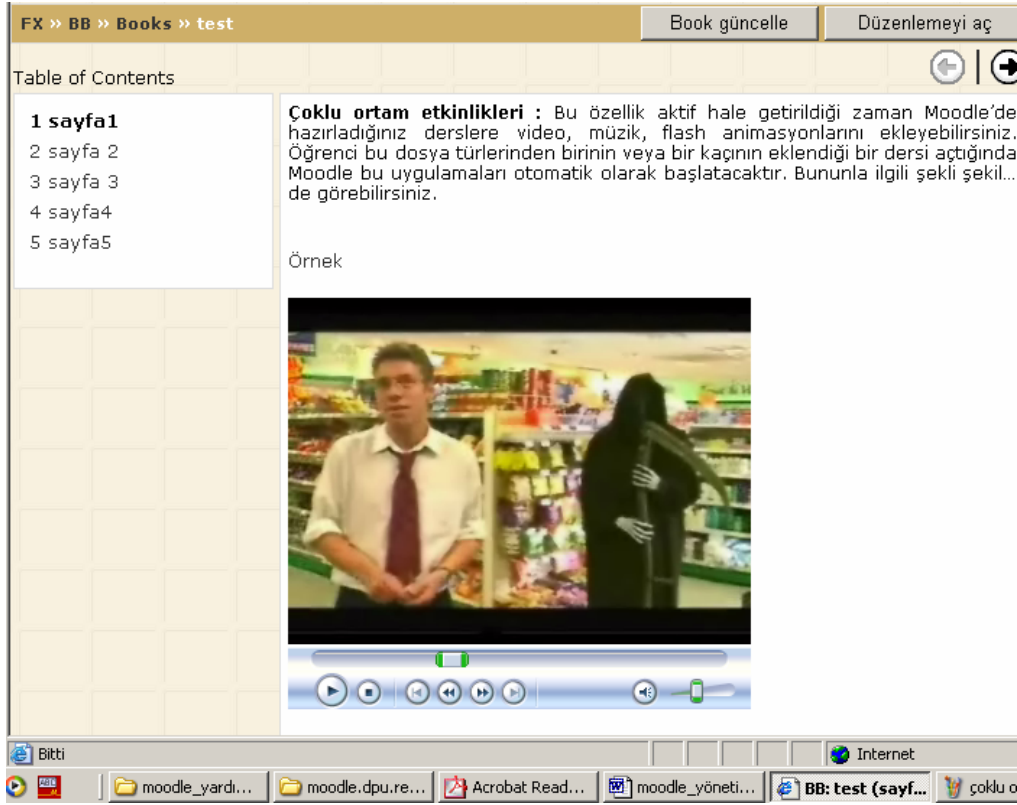 FX » BB » Books » test
Book güncelle
Düzenlemeyi aç
Table of Contents
1 sayfa1
2 sayfa 2
3 sayfa 3
4 sayfa4
5 sayfa5
Çoklu ortam etkinlikleri : Bu özellik aktif hale getirildiği zaman Moodle’de
hazırladığınız derslere video, müzik, flash animasyonlarını ekleyebilirsiniz.
Öğrenci bu dosya türlerinden birinin veya bir kaçının eklendiği bir dersi açtığında
Moodle bu uygulamaları otomatik olarak başlatacaktır. Bununla ilgili şekli şekil...
de görebilirsiniz.
Örnek
Bitti
Internet
moodle_yardı...
moodle.dpu.re...
Acrobat Read...
moodle_yöneti...
BB: test (sayf...
çoklu o